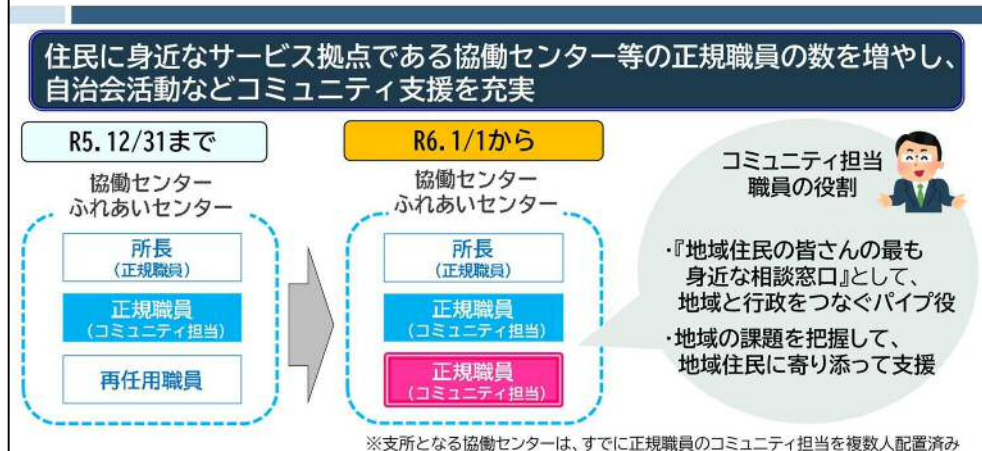 住民に身近なサービス拠点である協働センター等の正規職員の数を増やし、
自治会活動などコミュニティ支援を充実
R5.12/31まで
協働センター
ふれあいセンター
所長
(正規職員)
正規職員
(コミュニティ担当)
再任用職員
R6.1/1から
協働センター
ふれあいセンター
所長
(正規職員)
正規職員
(コミュニティ担当)
正規職員
(コミュニティ担当)
コミュニティ担当
職員の役割
・『地域住民の皆さんの最も
身近な相談窓口』として、
地域と行政をつなぐパイプ役
・地域の課題を把握して、
地域住民に寄り添って支援
※支所となる協働センターは、すでに正規職員のコミュニティ担当を複数人配置済み